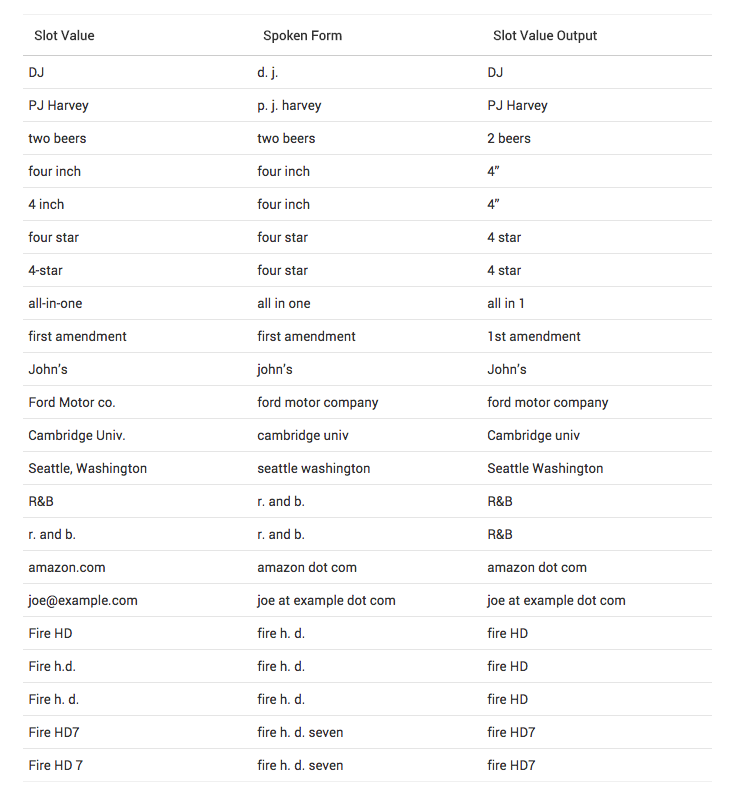 Slot Value Spoken Form Slot Value Output
DJ d. j. DJ
PJ Harvey p. j. harvey PJ Harvey
two beers two beers 2 beers
four inch four inch 4”
4 inch four inch 4”
four star four star 4 star
4-star four star 4 star
all-in-one all in one all in 1
first amendment first amendment 1st amendment
John’s john’s John’s
Ford Motor co. ford motor company ford motor company
Cambridge Univ. cambridge univ Cambridge univ
Seattle, Washington seattle washington Seattle Washington
R&B r. and b. R&B
r. and b. r. and b. R&B
amazon.com amazon dot com amazon dot com
joe@example.com joe at example dot com joe at example dot com
Fire HD fire h. d. fire HD
Fire h.d. fire h. d. fire HD
Fire h. d. fire h. d. fire HD
Fire HD7 fire h. d. seven fire HD7
Fire HD 7 fire h. d. seven fire HD7